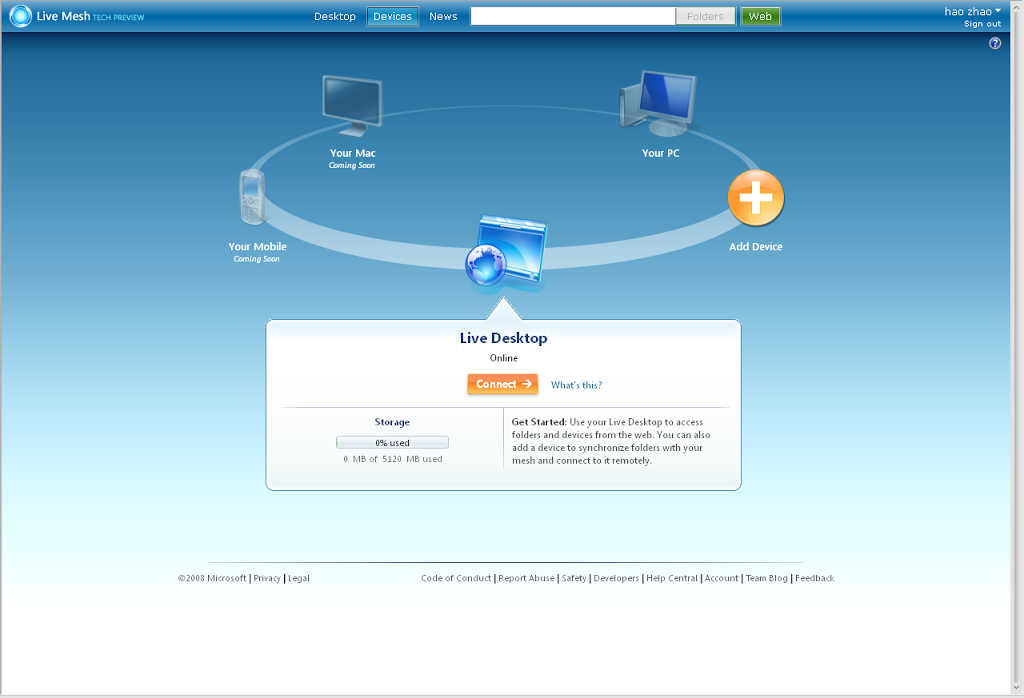 Live Mesh TECH PREVIEW
Desktop Devices News Folders Web
hao zhao
Sign out
?
Your Mac
Coming Soon
Your PC
Your Mobile
Coming Soon
Add Device
Live Desktop
Online
Connect → What's this?
Storage
0% used
0 MB of 5120 MB used
Get Started: Use your Live Desktop to access
folders and devices from the web. You can also
add a device to synchronize folders with your
mesh and connect to it remotely.
©2008 Microsoft | Privacy | Legal
Code of Conduct | Report Abuse | Safety | Developers | Help Central | Account | Team Blog | Feedback